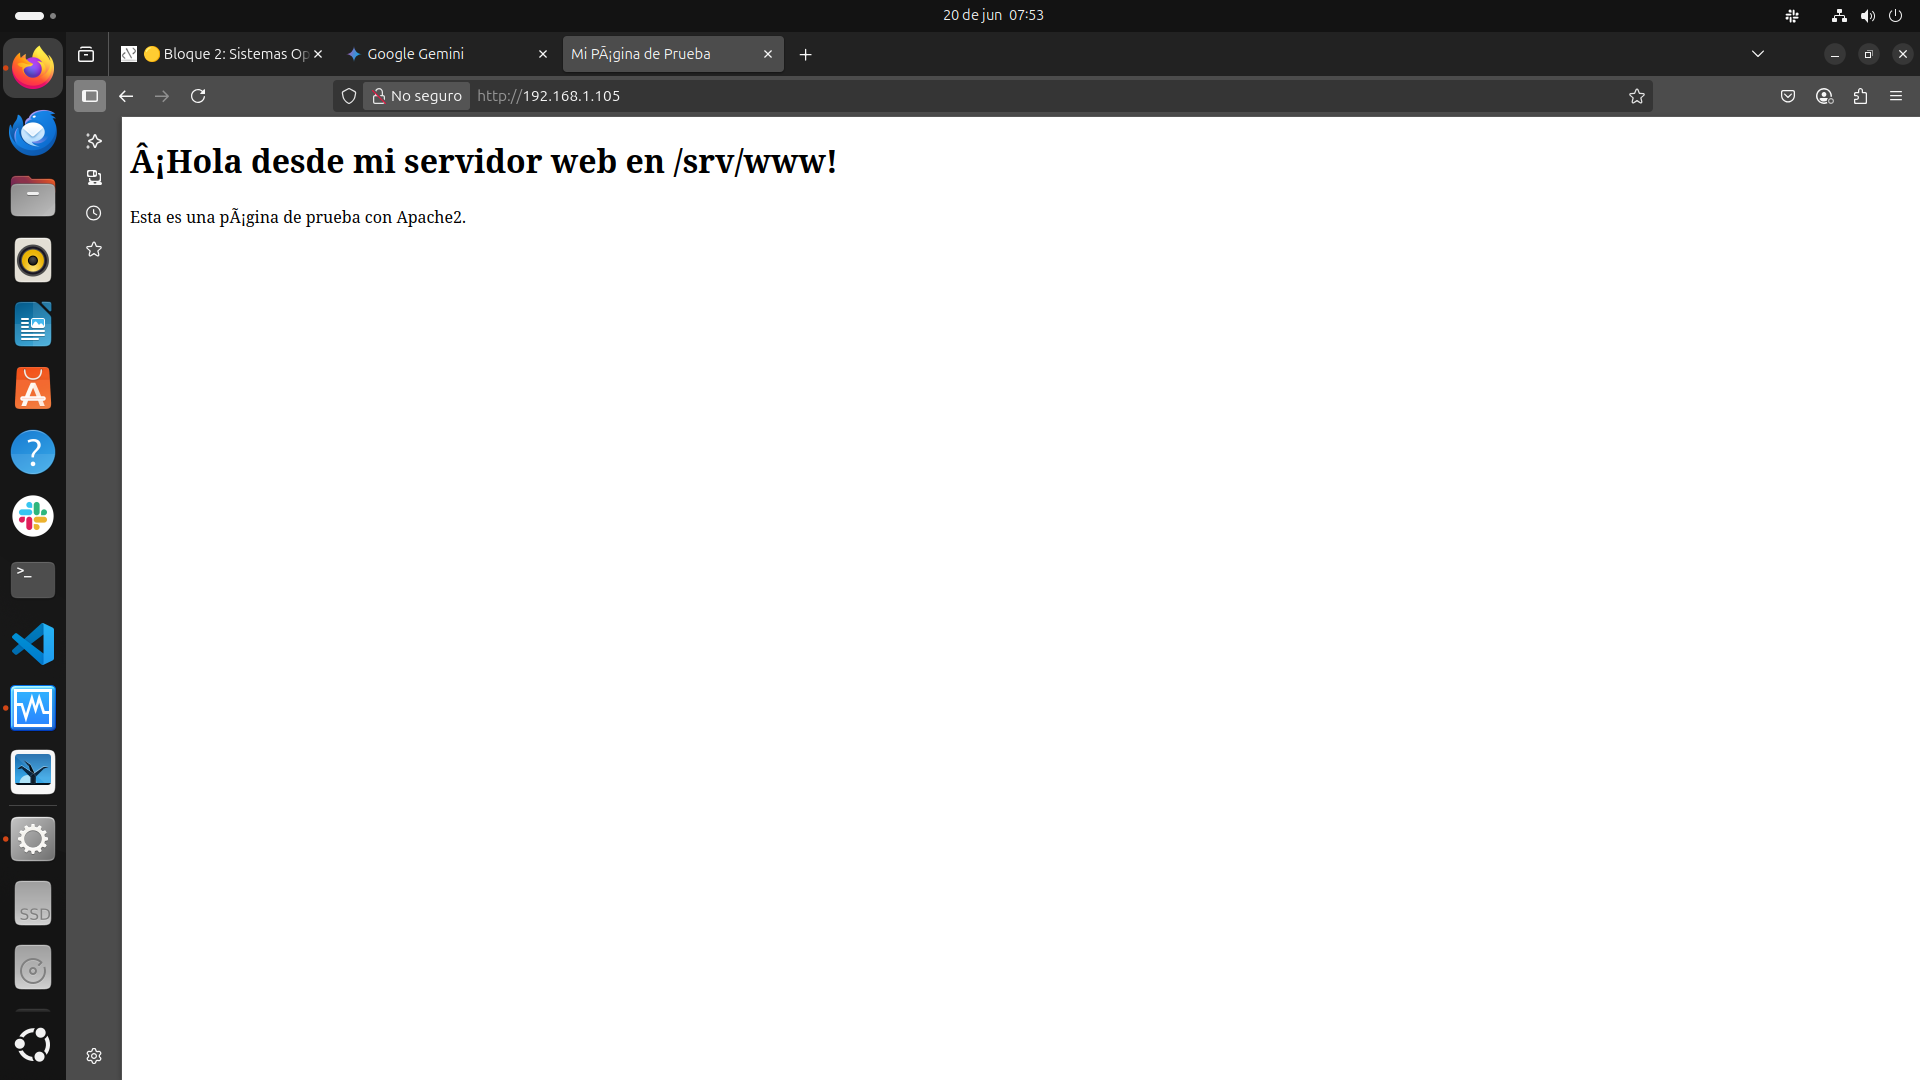 20 de jun 07:53
🟡 Bloque 2: Sistemas Op
Google Gemini
Mi PÃ¡gina de Prueba
No seguro
http://192.168.1.105
Â¡Hola desde mi servidor web en /srv/www!
Esta es una pÃ¡gina de prueba con Apache2.
>_
SSD